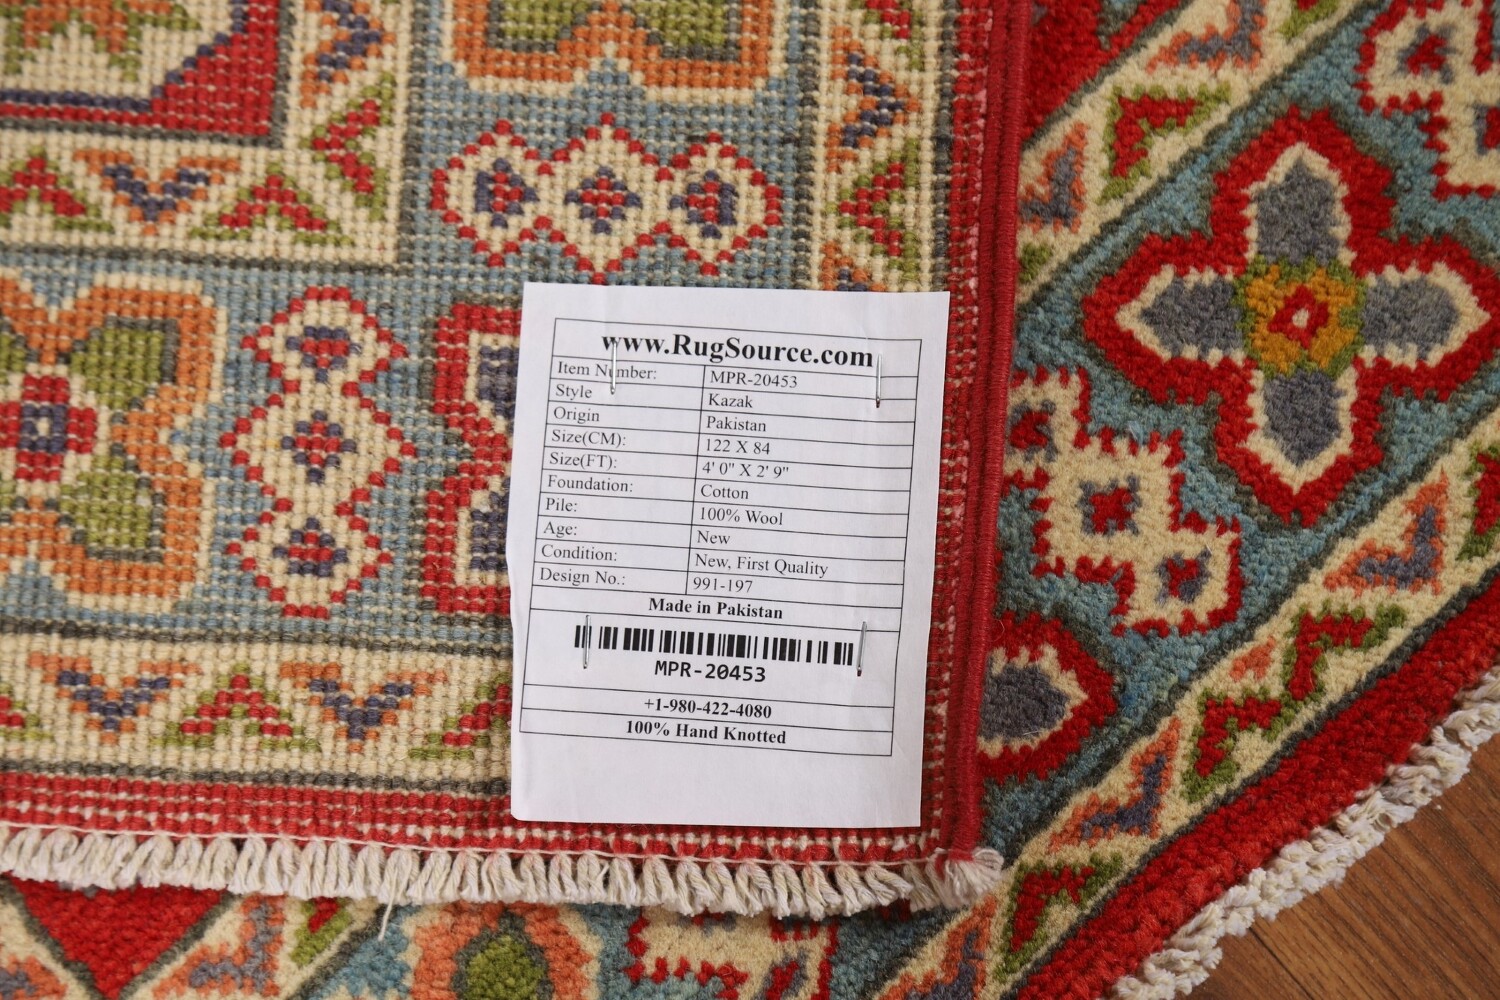 www.RugSource.com
Item Number: MPR-20453
Style Kazak
Origin Pakistan
Size(CM): 122 X 84
Size(FT): 4' 0" X 2' 9"
Foundation: Cotton
Pile: 100% Wool
Age: New
Condition: New, First Quality
Design No.: 991-197
Made in Pakistan
MPR-20453
+1-980-422-4080
100% Hand Knotted